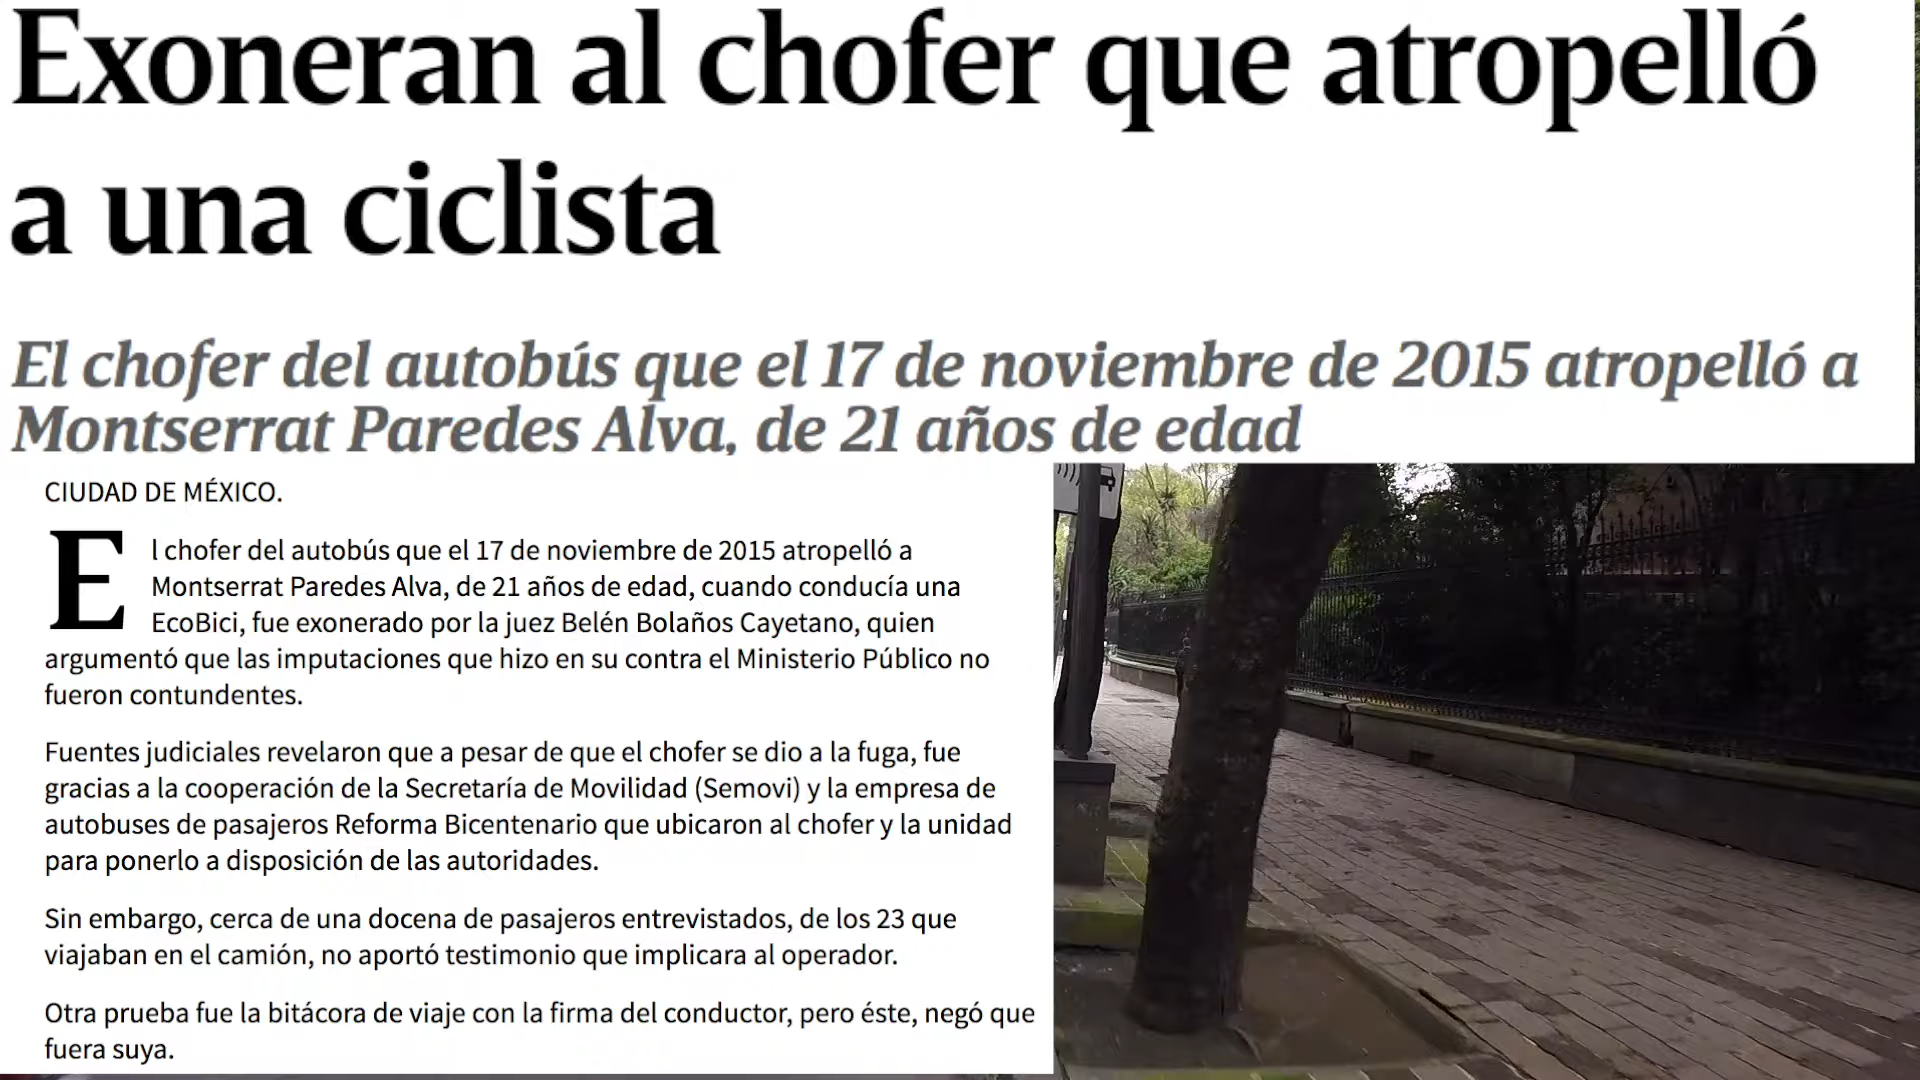 Exoneran al chofer que atropelló
a una ciclista
El chofer del autobús que el 17 de noviembre de 2015 atropelló a
Montserrat Paredes Alva, de 21 años de edad
CIUDAD DE MÉXICO.
El chofer del autobús que el 17 de noviembre de 2015 atropelló a
Montserrat Paredes Alva, de 21 años de edad, cuando conducía una
EcoBici, fue exonerado por la juez Belén Bolaños Cayetano, quien
argumentó que las imputaciones que hizo en su contra el Ministerio Público no
fueron contundentes.
Fuentes judiciales revelaron que a pesar de que el chofer se dio a la fuga, fue
gracias a la cooperación de la Secretaría de Movilidad (Semovi) y la empresa de
autobuses de pasajeros Reforma Bicentenario que ubicaron al chofer y la unidad
para ponerlo a disposición de las autoridades.
Sin embargo, cerca de una docena de pasajeros entrevistados, de los 23 que
viajaban en el camión, no aportó testimonio que implicara al operador.
Otra prueba fue la bitácora de viaje con la firma del conductor, pero éste, negó que
fuera suya.